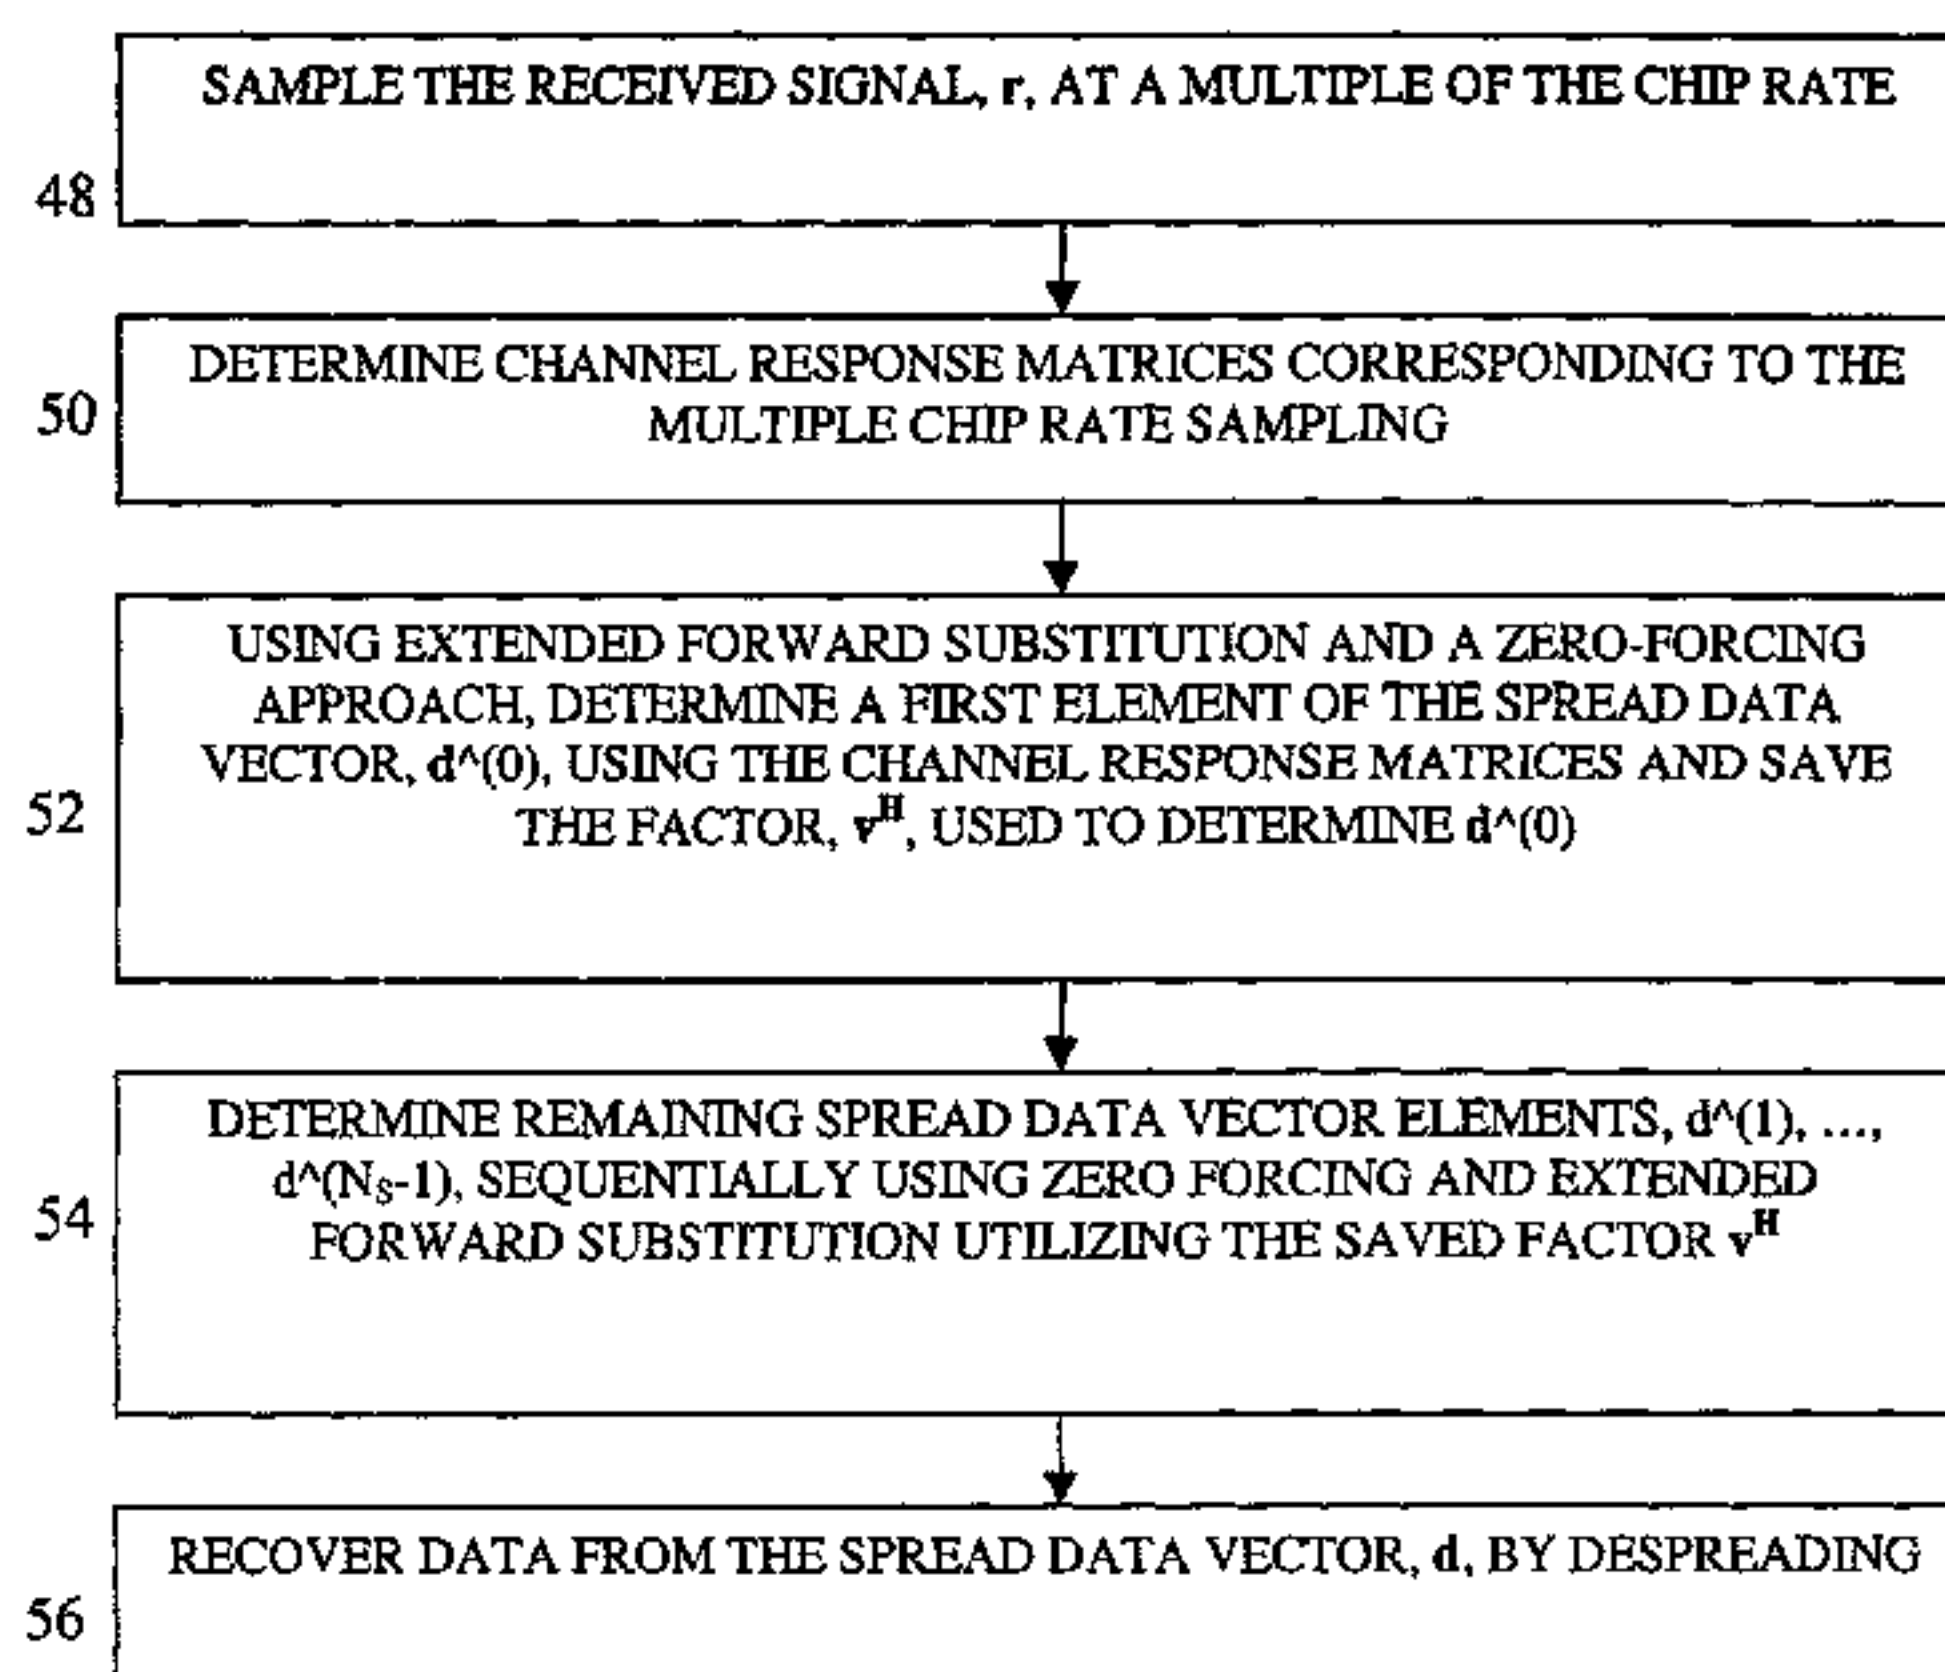 SAMPLE THE RECEIVED SIGNAL, r, AT A MULTIPLE OF THE CHIP RATE
48
DETERMINE CHANNEL RESPONSE MATRICES CORRESPONDING TO THE
MULTIPLE CHIP RATE SAMPLING
50
USING EXTENDED FORWARD SUBSTITUTION AND A ZERO-FORCING
APPROACH, DETERMINE A FIRST ELEMENT OF THE SPREAD DATA
VECTOR, d^(0), USING THE CHANNEL RESPONSE MATRICES AND SAVE
THE FACTOR, v^H, USED TO DETERMINE d^(0)
52
DETERMINE REMAINING SPREAD DATA VECTOR ELEMENTS, d^(1), ...,
d^(N_S-1), SEQUENTIALLY USING ZERO FORCING AND EXTENDED
FORWARD SUBSTITUTION UTILIZING THE SAVED FACTOR v^H
54
RECOVER DATA FROM THE SPREAD DATA VECTOR, d, BY DESPREADING
56